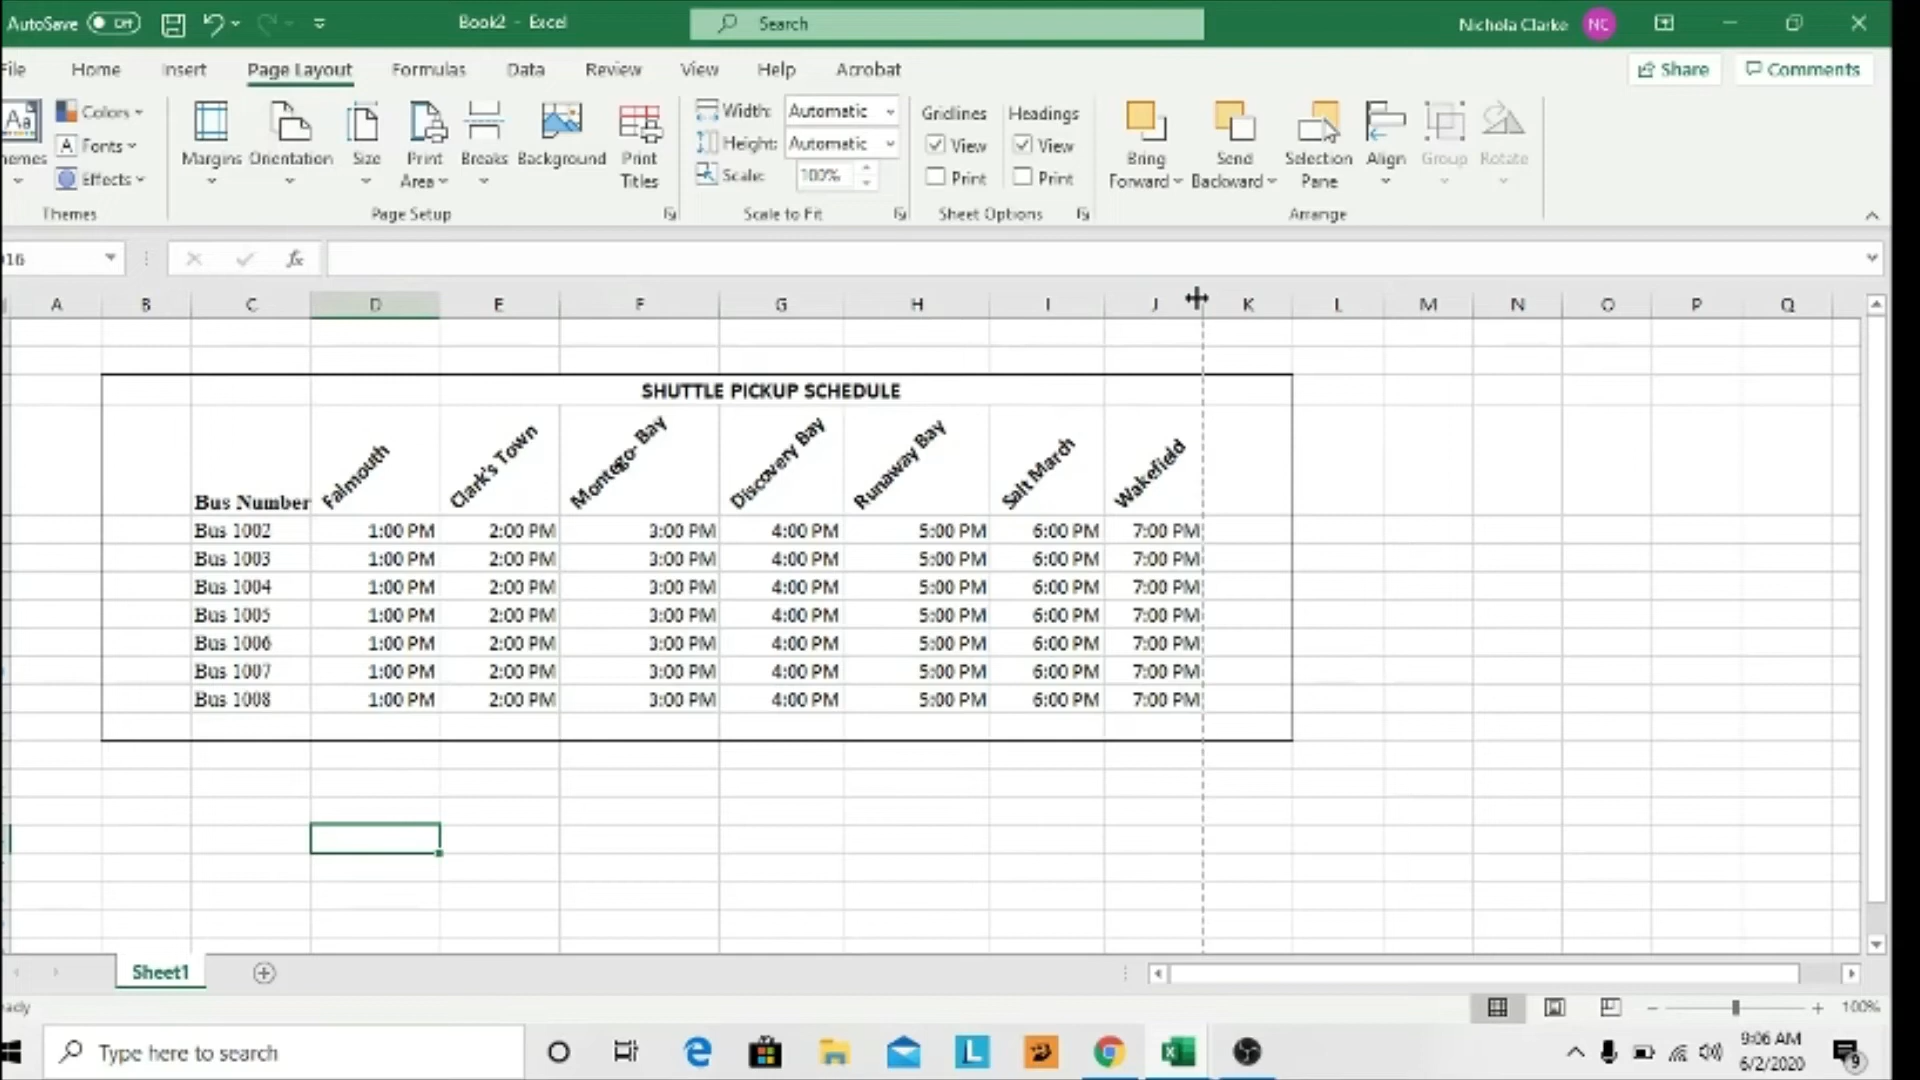 AutoSave Off Book2 - Excel Search Nichola Clarke NC
File Home Insert Page Layout Formulas Data Review View Help Acrobat Share Comments
Colors Fonts Effects
Themes
Margins Orientation Size Print Area Breaks Background Print Titles
Page Setup
Width: Automatic
Height: Automatic
Scale: 100%
Scale to Fit
Gridlines Headings
View View
Print Print
Sheet Options
Bring Forward Send Backward Selection Pane Align Group Rotate
Arrange
fx
A B C D E F G H I J K L M N O P Q
SHUTTLE PICKUP SCHEDULE
Bus Number Falmouth Clark's Town Montego- Bay Discovery Bay Runaway Bay Salt March Wakefield
Bus 1002 1:00 PM 2:00 PM 3:00 PM 4:00 PM 5:00 PM 6:00 PM 7:00 PM
Bus 1003 1:00 PM 2:00 PM 3:00 PM 4:00 PM 5:00 PM 6:00 PM 7:00 PM
Bus 1004 1:00 PM 2:00 PM 3:00 PM 4:00 PM 5:00 PM 6:00 PM 7:00 PM
Bus 1005 1:00 PM 2:00 PM 3:00 PM 4:00 PM 5:00 PM 6:00 PM 7:00 PM
Bus 1006 1:00 PM 2:00 PM 3:00 PM 4:00 PM 5:00 PM 6:00 PM 7:00 PM
Bus 1007 1:00 PM 2:00 PM 3:00 PM 4:00 PM 5:00 PM 6:00 PM 7:00 PM
Bus 1008 1:00 PM 2:00 PM 3:00 PM 4:00 PM 5:00 PM 6:00 PM 7:00 PM
Sheet1
100%
Type here to search
9:06 AM
6/2/2020
9